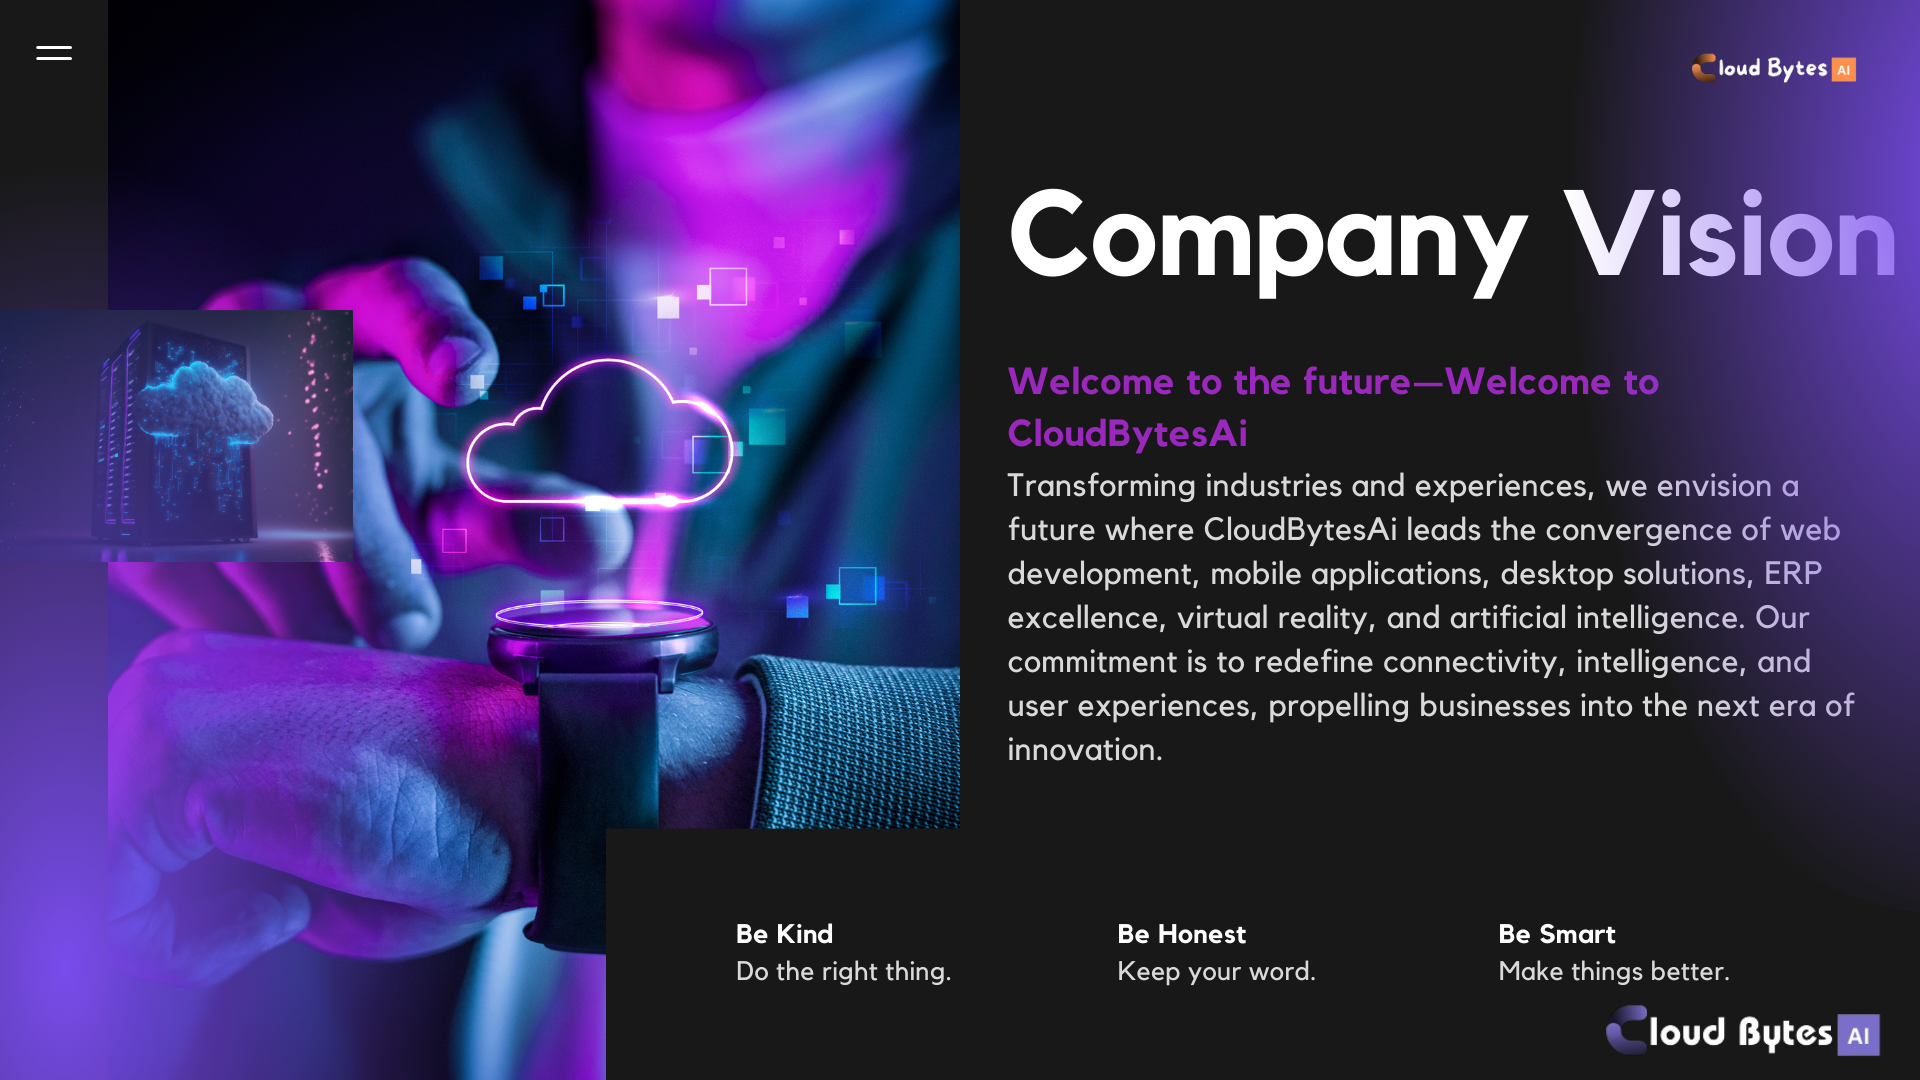 Cloud Bytes AI
Company Vision
Welcome to the future—Welcome to
CloudBytesAi
Transforming industries and experiences, we envision a
future where CloudBytesAi leads the convergence of web
development, mobile applications, desktop solutions, ERP
excellence, virtual reality, and artificial intelligence. Our
commitment is to redefine connectivity, intelligence, and
user experiences, propelling businesses into the next era of
innovation.
Be Kind
Do the right thing.
Be Honest
Keep your word.
Be Smart
Make things better.
Cloud Bytes AI